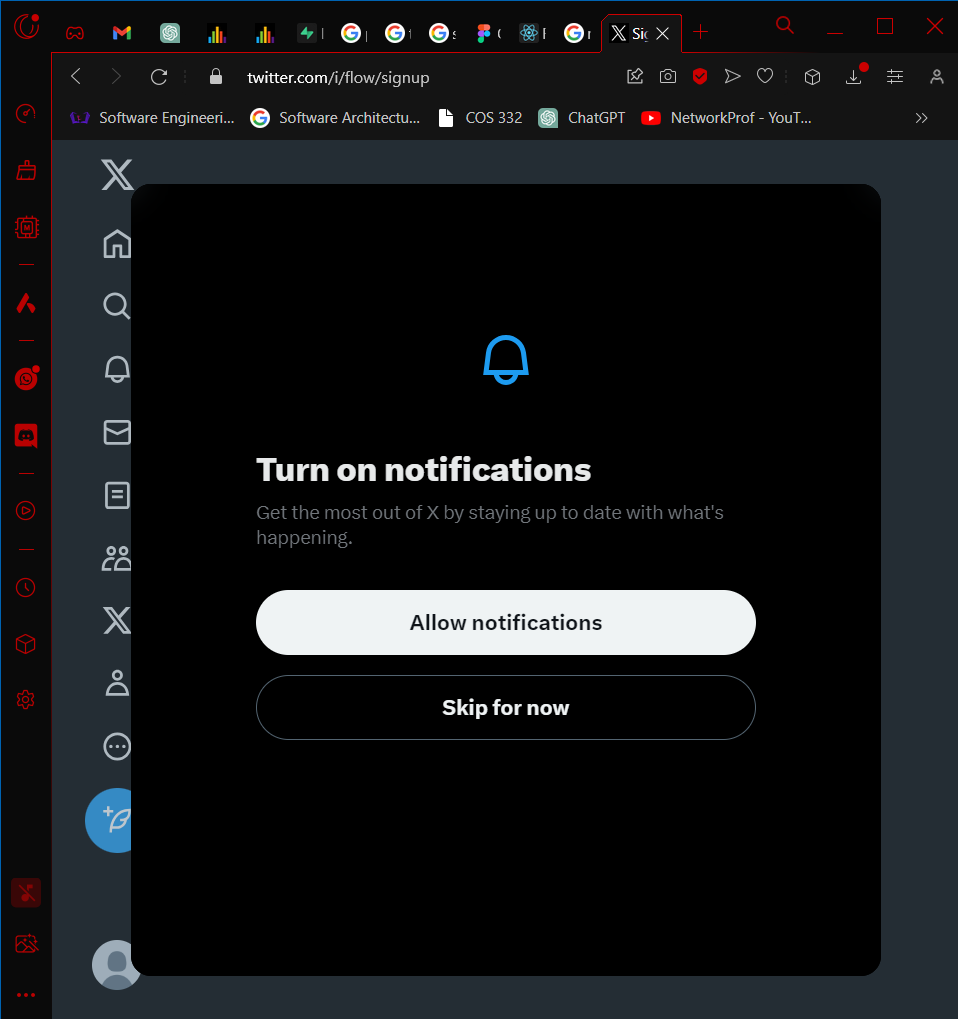 Sig
twitter.com/i/flow/signup
Software Engineeri...
Software Architectu...
COS 332
ChatGPT
NetworkProf - YouT...
Turn on notifications
Get the most out of X by staying up to date with what's
happening.
Allow notifications
Skip for now